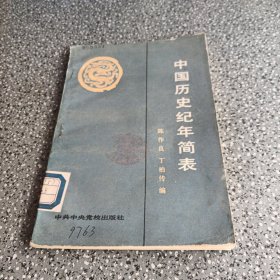 中国历史纪年简表
陈作良 丁柏传 编
中共中央党校出版社
9763